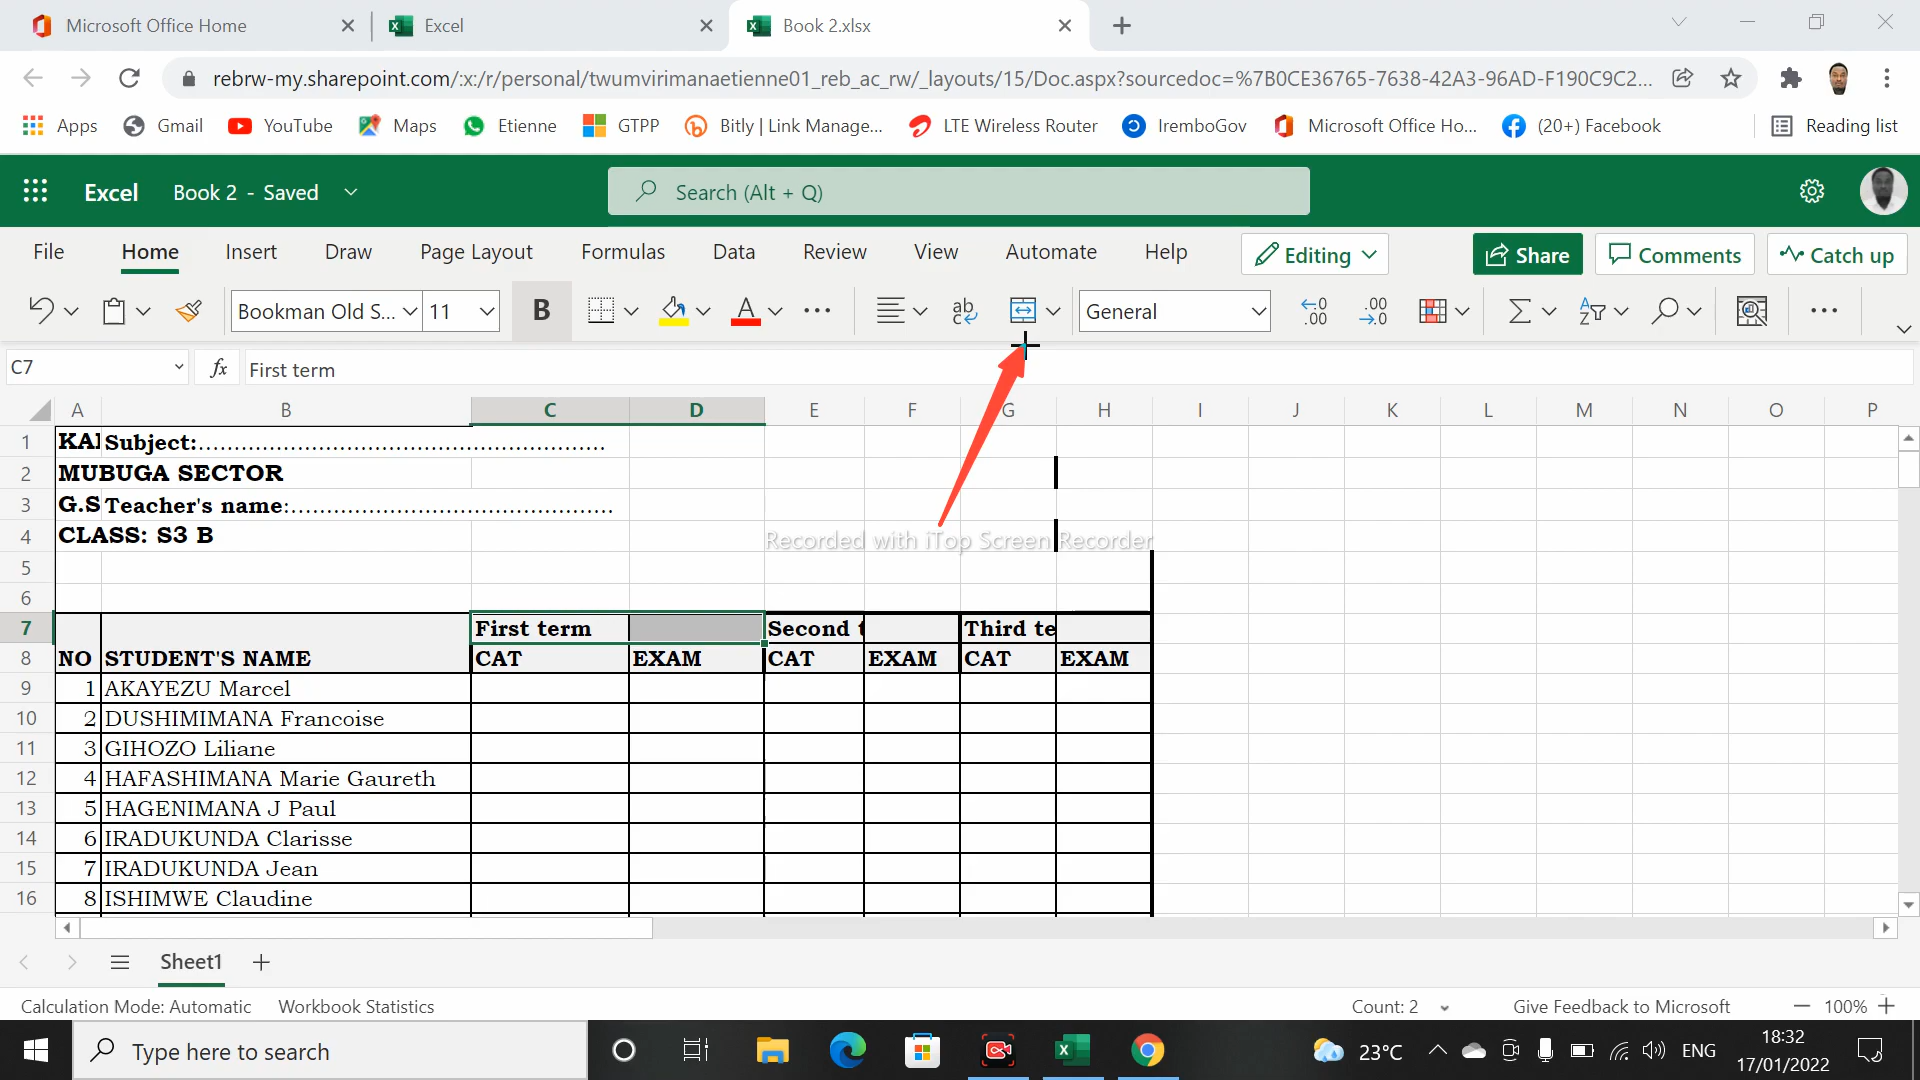 Microsoft Office Home
Excel
Book 2.xlsx
rebrw-my.sharepoint.com/:x:/r/personal/twumvirimanaetienne01_reb_ac_rw/_layouts/15/Doc.aspx?sourcedoc=%7B0CE36765-7638-42A3-96AD-F190C9C2...
Apps Gmail YouTube Maps Etienne GTPP Bitly | Link Manage... LTE Wireless Router IremboGov Microsoft Office Ho... (20+) Facebook Reading list
Excel Book 2 - Saved Search (Alt + Q)
File Home Insert Draw Page Layout Formulas Data Review View Automate Help Editing Share Comments Catch up
Bookman Old S... 11 B General
C7 fx First term
A B C D E F G H I J K L M N O P
1 KAI Subject:........................................................
2 MUBUGA SECTOR
3 G.S Teacher's name:............................................
4 CLASS: S3 B
Recorded with iTop Screen Recorder
5
6
7 First term Second t Third te
8 NO STUDENT'S NAME CAT EXAM CAT EXAM CAT EXAM
9 1 AKAYEZU Marcel
10 2 DUSHIMIMANA Francoise
11 3 GIHOZO Liliane
12 4 HAFASHIMANA Marie Gaureth
13 5 HAGENIMANA J Paul
14 6 IRADUKUNDA Clarisse
15 7 IRADUKUNDA Jean
16 8 ISHIMWE Claudine
Sheet1
Calculation Mode: Automatic Workbook Statistics Count: 2 Give Feedback to Microsoft 100%
Type here to search 23°C ENG 18:32
17/01/2022